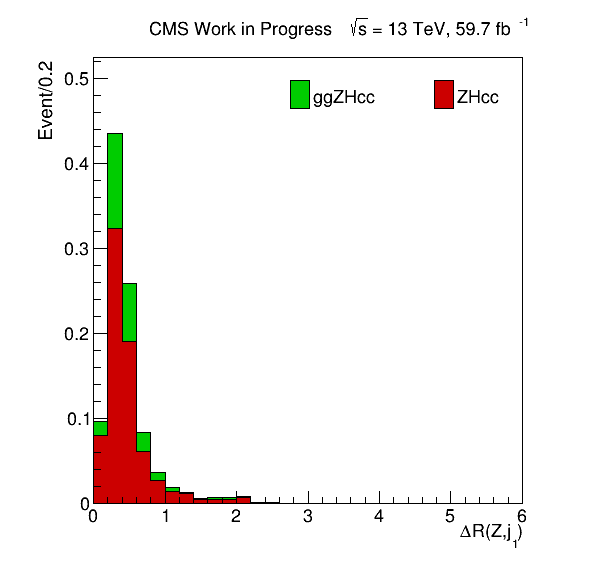 CMS Work in Progress √s = 13 TeV, 59.7 fb⁻¹
Event/0.2
ggZHcc ZHcc
0.5
0.4
0.3
0.2
0.1
0
0 1 2 3 4 5 6
ΔR(Z,j₁)